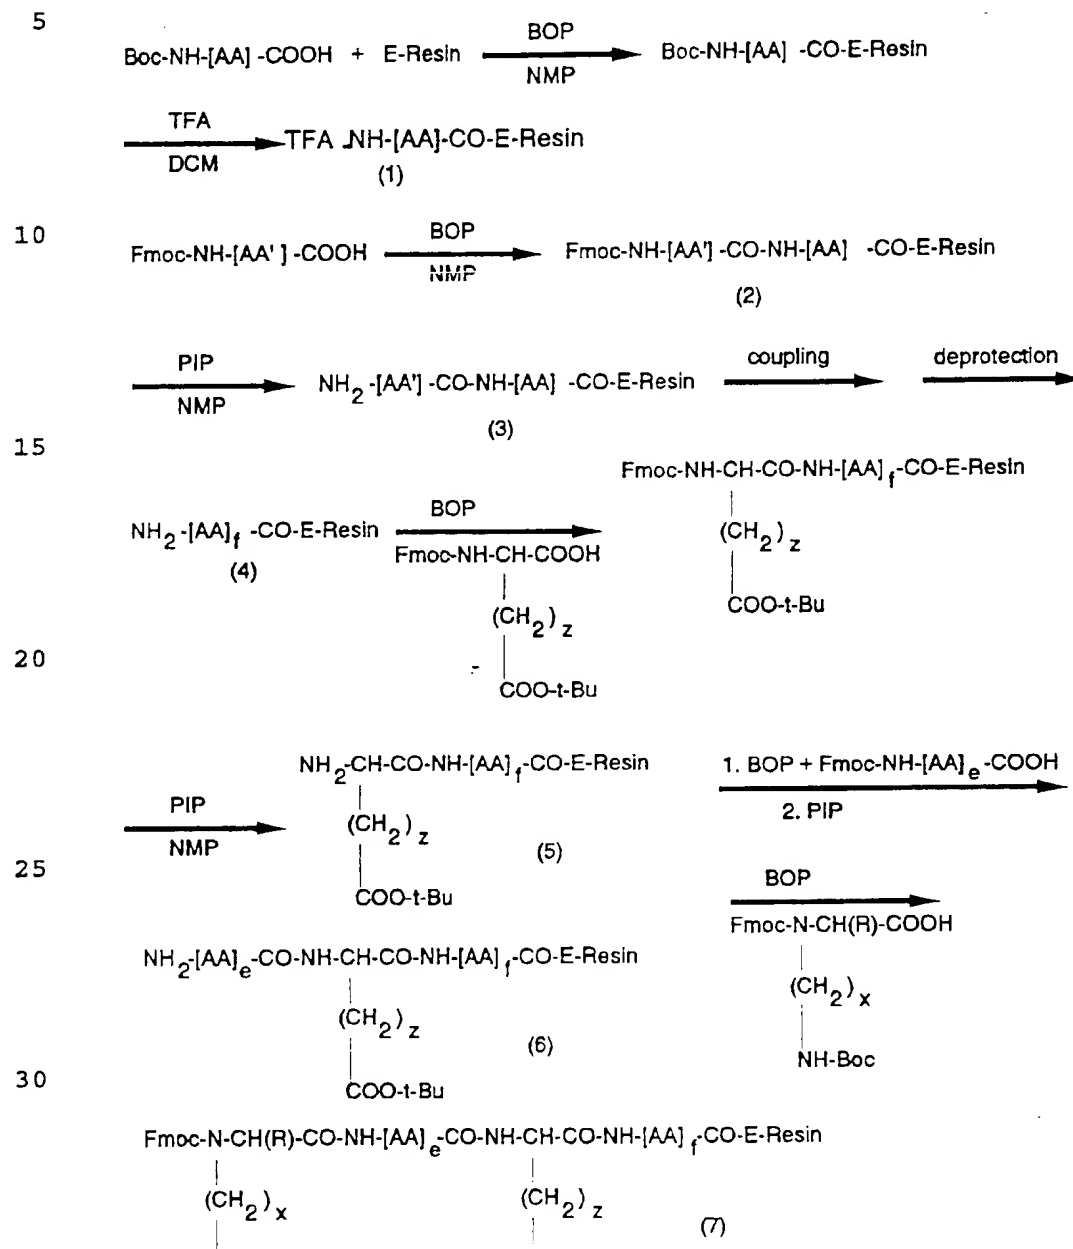 5
BOP
Boc-NH-[AA] -COOH + E-Resin
Boc-NH-[AA] -CO-E-Resin
NMP
TFA
TFA .NH-[AA]-CO-E-Resin
DCM
(1)
10
BOP
Fmoc-NH-[AA' ] -COOH
Fmoc-NH-[AA'] -CO-NH-[AA] -CO-E-Resin
NMP
(2)
PIP
coupling
deprotection
NH2 -[AA'] -CO-NH-[AA] -CO-E-Resin
NMP
(3)
15
Fmoc-NH-CH-CO-NH-[AA] f -CO-E-Resin
BOP
NH2 -[AA] f -CO-E-Resin
(CH2) z
Fmoc-NH-CH-COOH
(4)
COO-t-Bu
(CH2) z
20
COO-t-Bu
NH2-CH-CO-NH-[AA] f -CO-E-Resin
1. BOP + Fmoc-NH-[AA] e -COOH
PIP
2. PIP
(CH2) z
NMP
(5)
25
BOP
COO-t-Bu
Fmoc-N-CH(R)-COOH
NH2-[AA] e -CO-NH-CH-CO-NH-[AA] f -CO-E-Resin
(CH2) x
(CH2) z
(6)
NH-Boc
30
COO-t-Bu
Fmoc-N-CH(R)-CO-NH-[AA] e -CO-NH-CH-CO-NH-[AA] f -CO-E-Resin
(CH2) x
(CH2) z
(7)